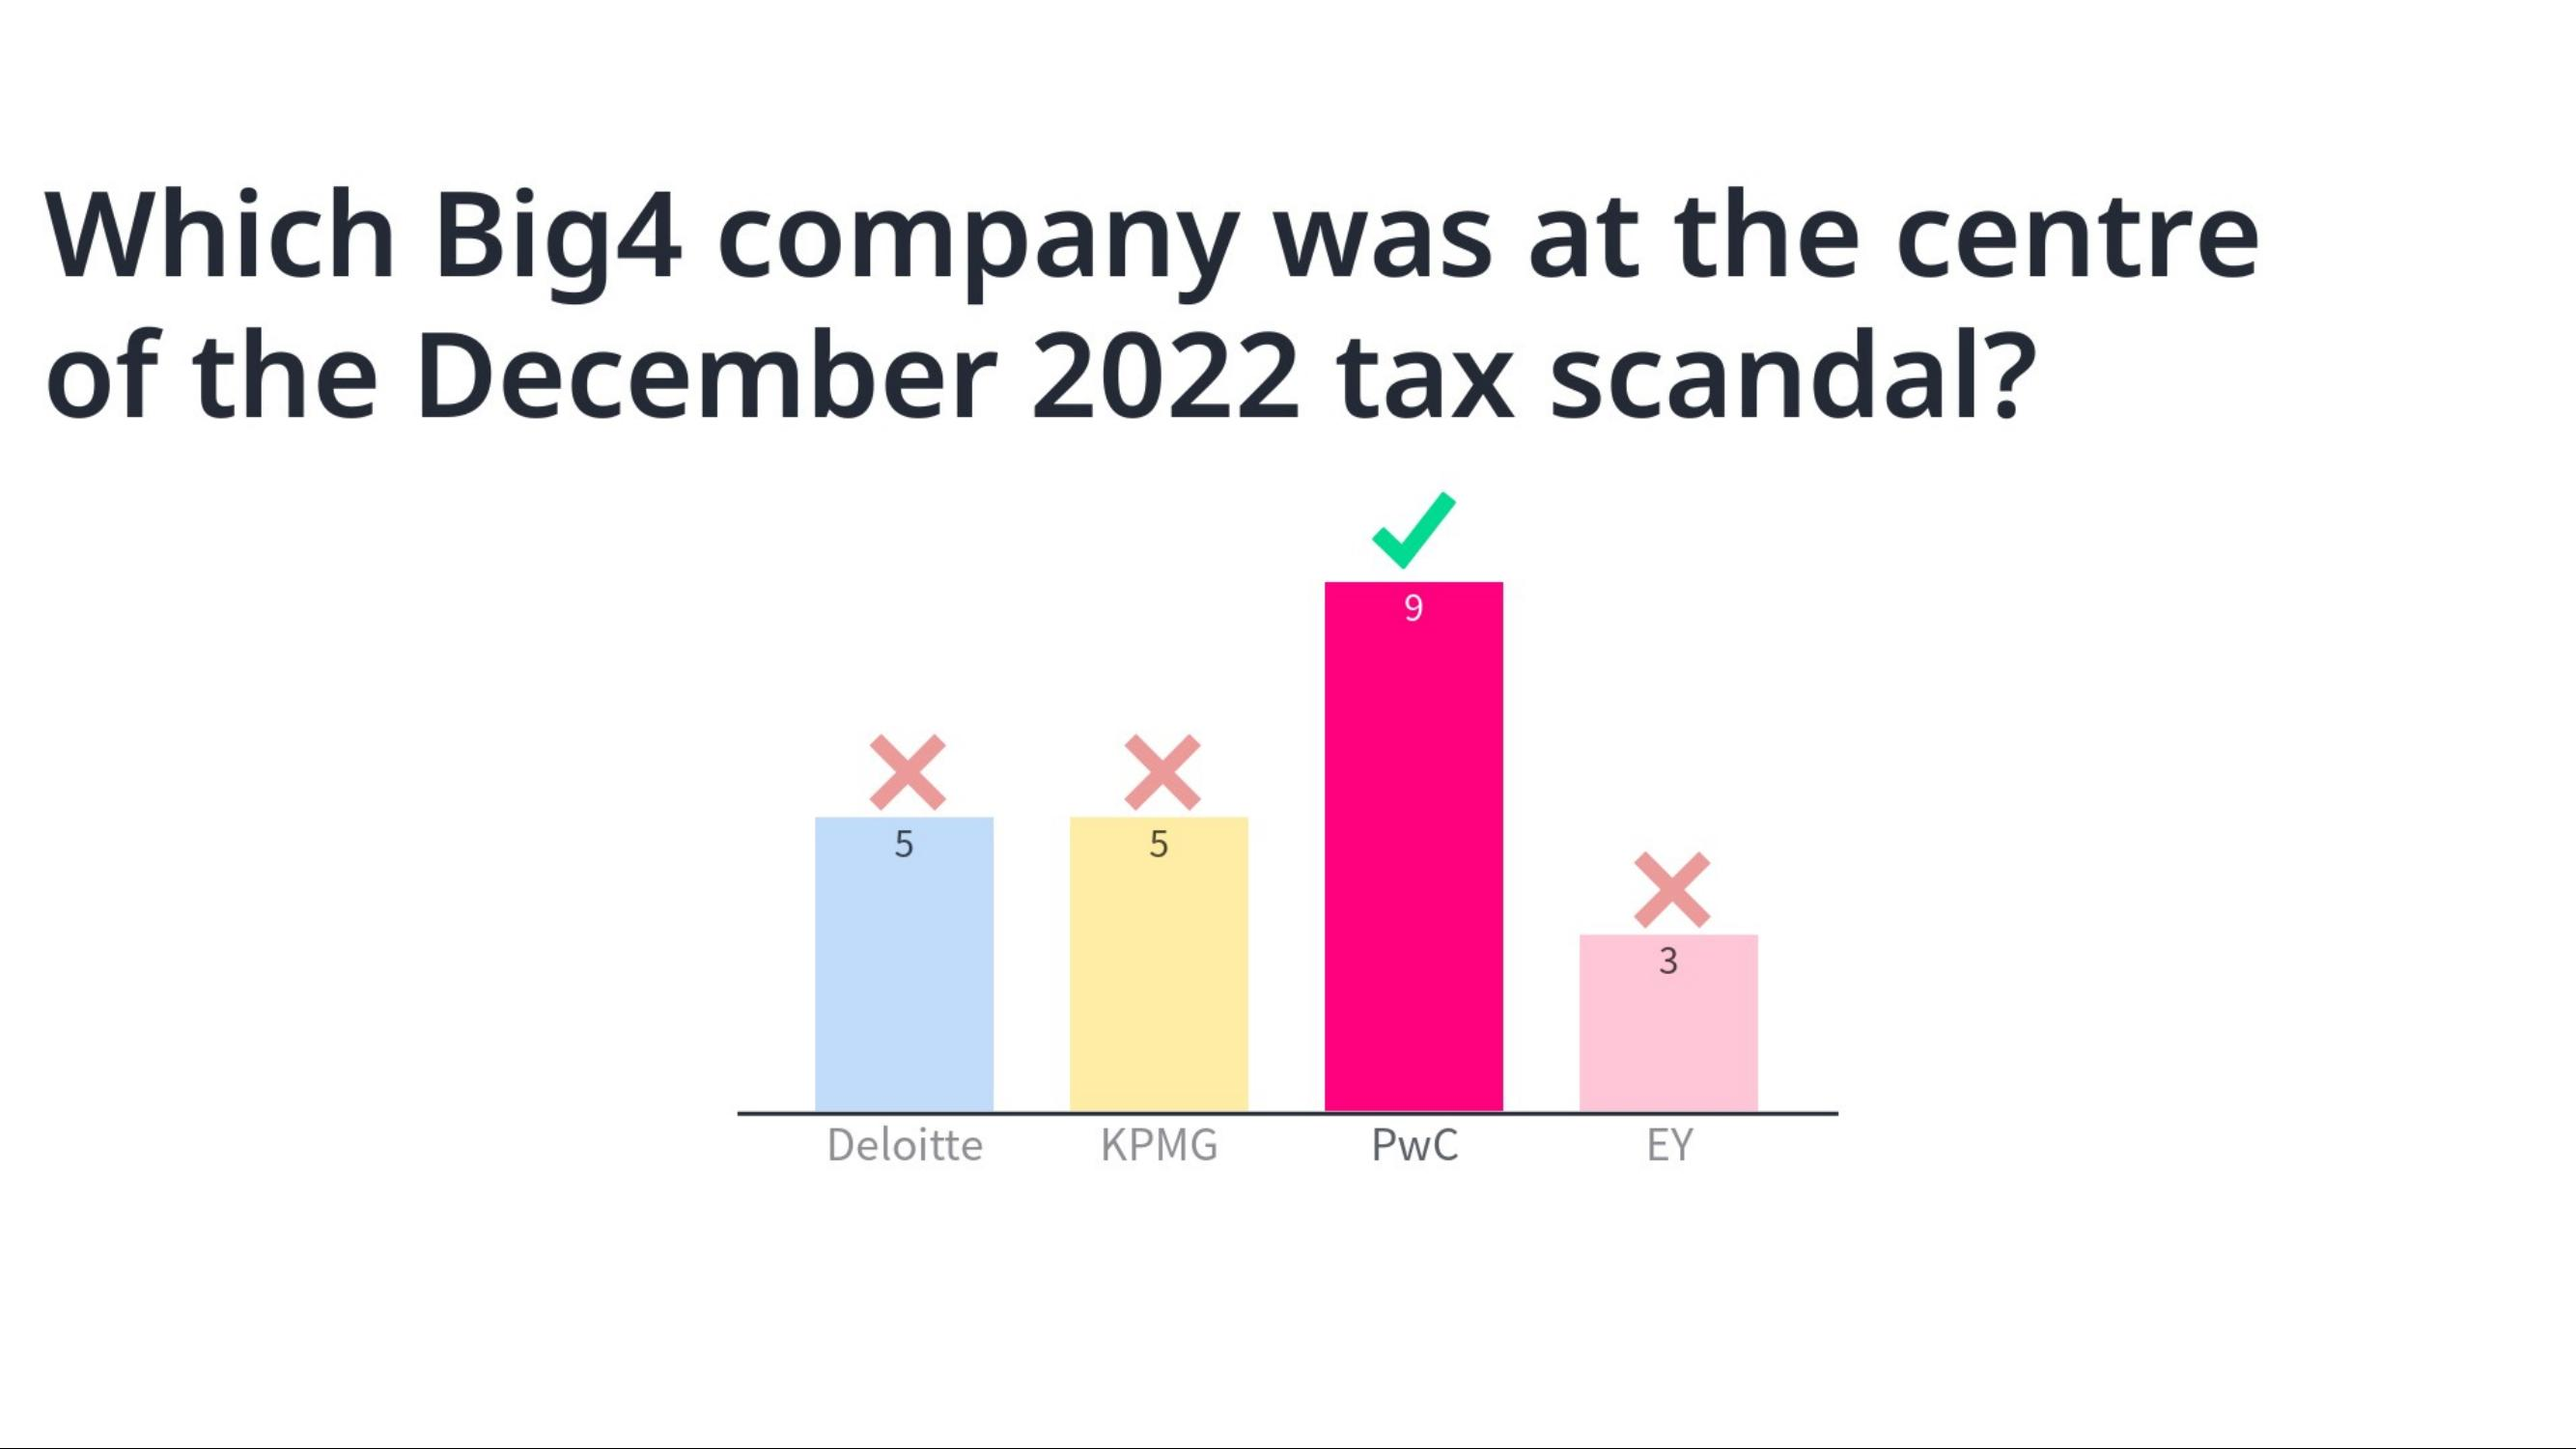 Which Big4 company was at the centre
of the December 2022 tax scandal?
9
5
5
3
Deloitte
KPMG
PwC
EY